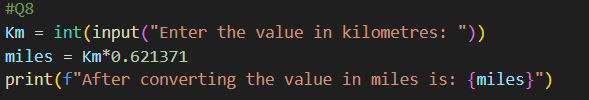 #Q8
Km = int(input("Enter the value in kilometres: "))
miles = Km*0.621371
print(f"After converting the value in miles is: {miles}")